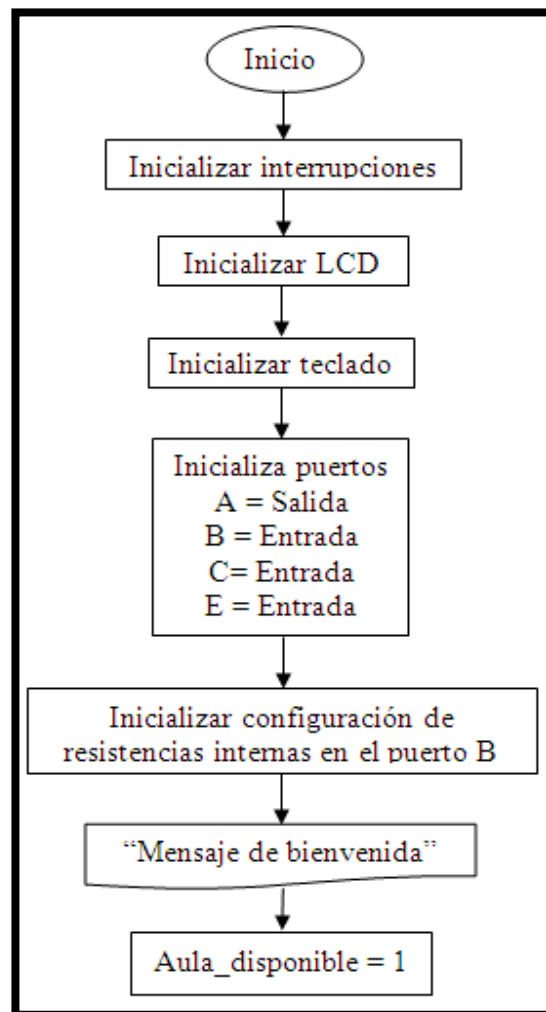 Inicio
Inicializar interrupciones
Inicializar LCD
Inicializar teclado
Inicializa puertos
A = Salida
B = Entrada
C= Entrada
E = Entrada
Inicializar configuración de
resistencias internas en el puerto B
“Mensaje de bienvenida”
Aula_disponible = 1